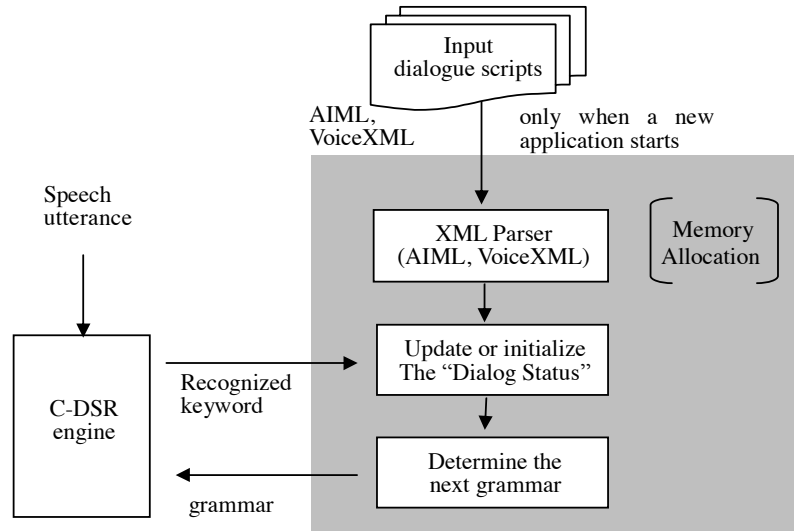 Input
dialogue scripts
AIML,
VoiceXML
only when a new
application starts
Speech
utterance
XML Parser
(AIML, VoiceXML)
Memory
Allocation
Update or initialize
The “Dialog Status”
Recognized
keyword
C-DSR
engine
Determine the
next grammar
grammar